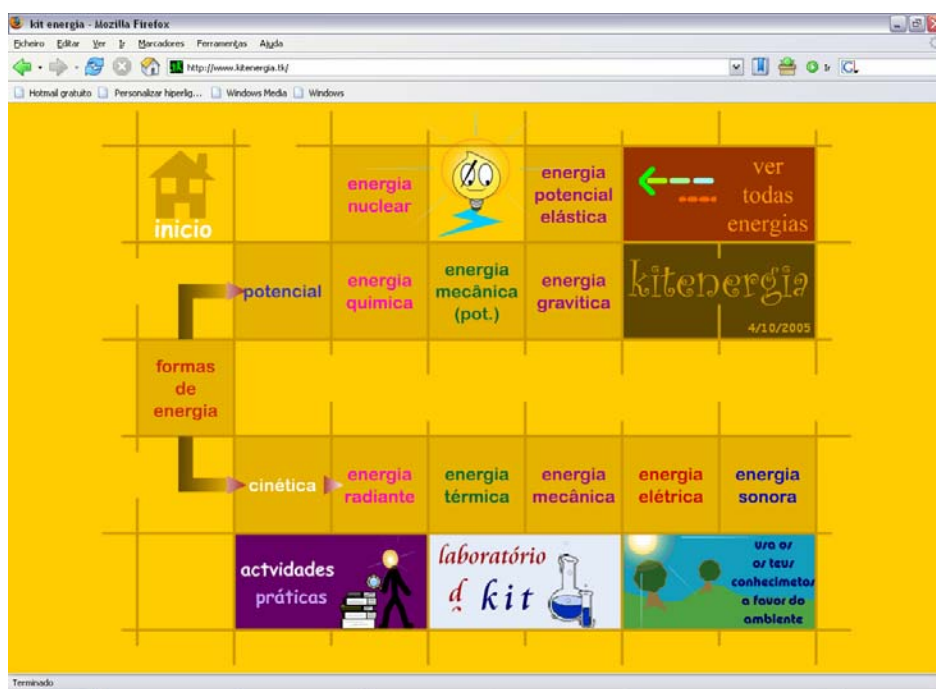 kit energia - Mozilla Firefox
Ficheiro Editar Ver Ir Marcadores Ferramentas Ajuda
http://www.kitenergia.tk/
Ir
Hotmail gratuito Personalizar hiperlig... Windows Media Windows
inicio
energia
nuclear
energia
potencial
elástica
ver
todas
energias
potencial
energia
quimica
energia
mecânica
(pot.)
energia
gravitica
kitenergia
4/10/2005
formas
de
energia
cinética
energia
radiante
energia
térmica
energia
mecânica
energia
elétrica
energia
sonora
actvidades
práticas
laboratório
d
kit
usa os
os teus
conhecimetos
a favor do
ambiente
Terminado